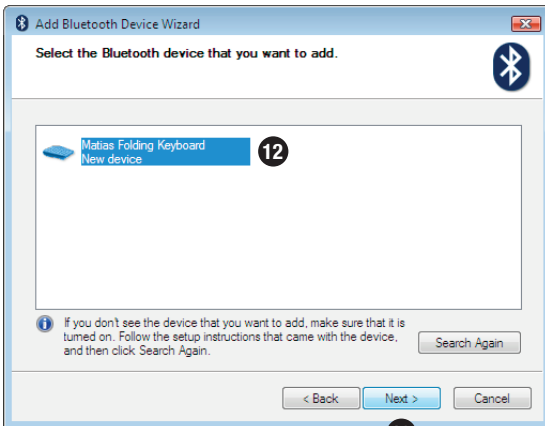 Add Bluetooth Device Wizard
Select the Bluetooth device that you want to add.
Matias Folding Keyboard
New device
12
If you don't see the device that you want to add, make sure that it is
turned on. Follow the setup instructions that came with the device,
and then click Search Again.
Search Again
< Back
Next >
Cancel